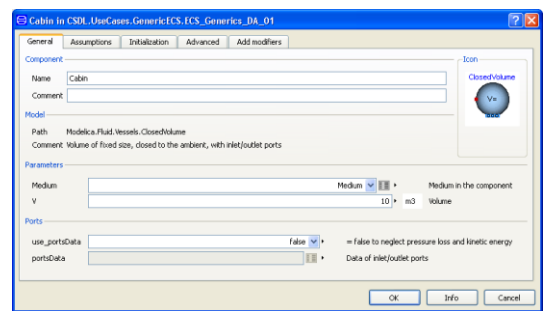 Cabin in CSDL.UseCases.GenericECS.ECS_Generics_DA_01
General Assumptions Initialization Advanced Add modifiers
Component
Icon
Name Cabin
Comment
ClosedVolume
V=
Model
Path Modelica.Fluid.Vessels.ClosedVolume
Comment Volume of fixed size, closed to the ambient, with inlet/outlet ports
Parameters
Medium Medium Medium in the component
V 10 m3 Volume
Ports
use_portsData false = false to neglect pressure loss and kinetic energy
portsData Data of inlet/outlet ports
OK Info Cancel